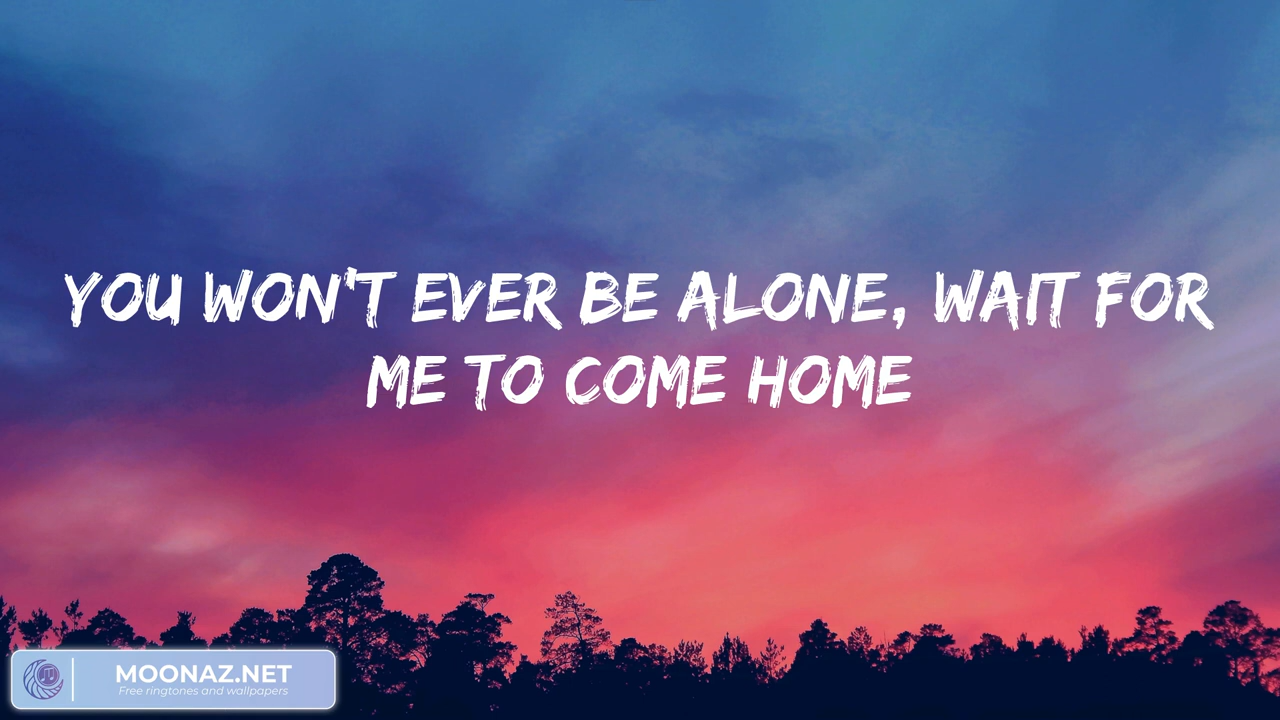 YOU WON'T EVER BE ALONE, WAIT FOR
ME TO COME HOME
MOONAZ.NET
Free ringtones and wallpapers